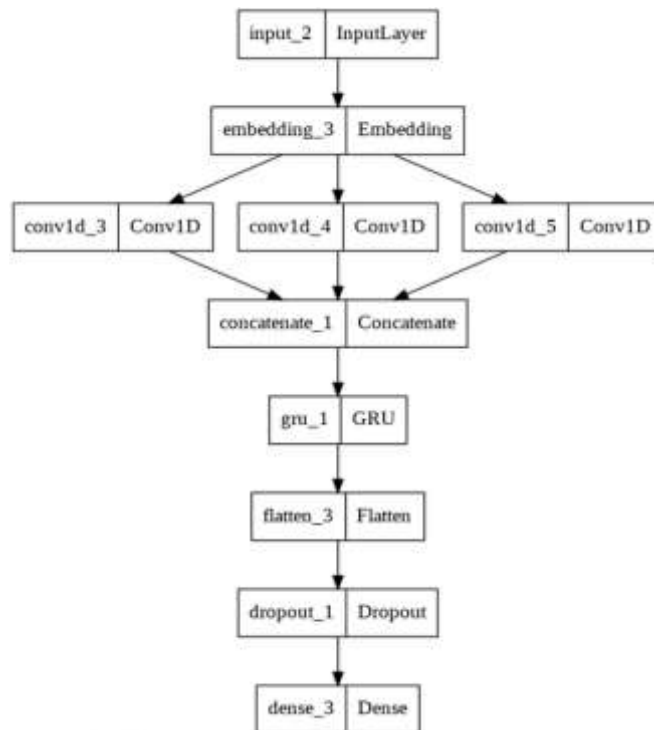 input_2 InputLayer
embedding_3 Embedding
conv1d_3 Conv1D conv1d_4 Conv1D conv1d_5 Conv1D
concatenate_1 Concatenate
gru_1 GRU
flatten_3 Flatten
dropout_1 Dropout
dense_3 Dense